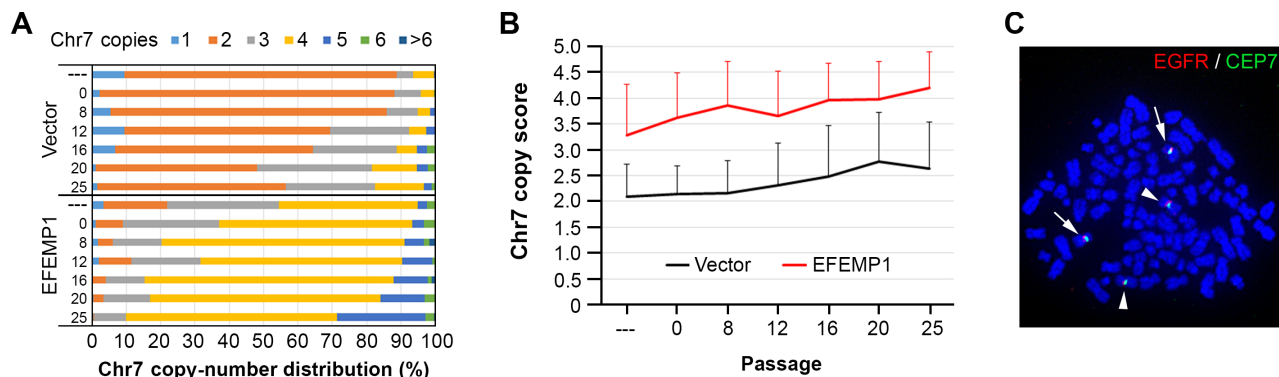 A
Chr7 copies 1 2 3 4 5 6 >6
Vector
---
0
8
12
16
20
25
EFEMP1
---
0
8
12
16
20
25
0 10 20 30 40 50 60 70 80 90 100
Chr7 copy-number distribution (%)
B
Chr7 copy score
5.0
4.5
4.0
3.5
3.0
2.5
2.0
1.5
1.0
0.5
0
Vector EFEMP1
--- 0 8 12 16 20 25
Passage
C
EGFR / CEP7